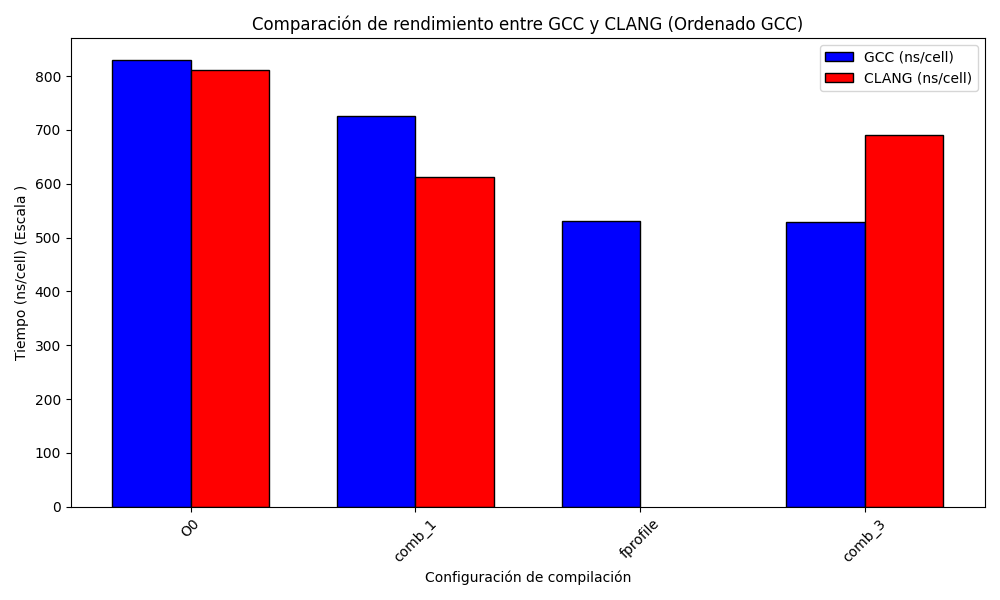 Comparación de rendimiento entre GCC y CLANG (Ordenado GCC)
GCC (ns/cell)
CLANG (ns/cell)
Tiempo (ns/cell) (Escala )
800
700
600
500
400
300
200
100
0
O0
comb_1
fprofile
comb_3
Configuración de compilación